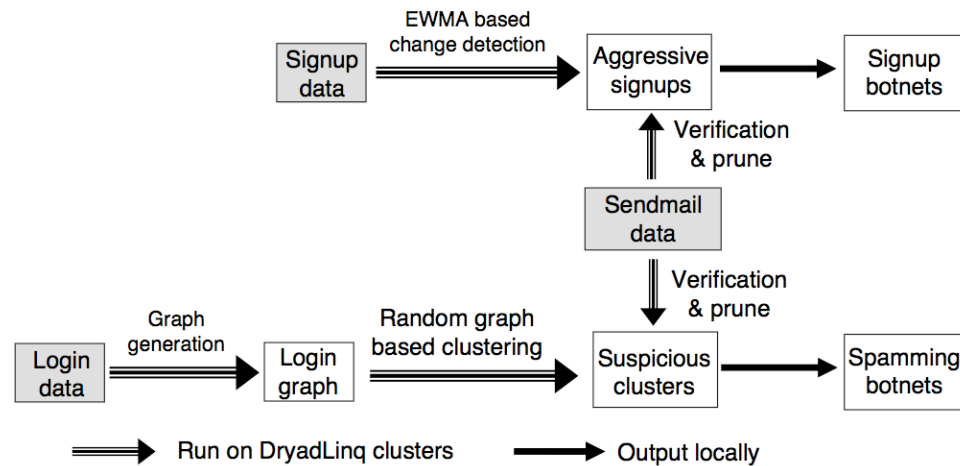 EWMA based
change detection
Signup
data
Aggressive
signups
Signup
botnets
Verification
& prune
Sendmail
data
Verification
& prune
Graph
generation
Random graph
based clustering
Login
data
Login
graph
Suspicious
clusters
Spamming
botnets
Run on DryadLinq clusters
Output locally